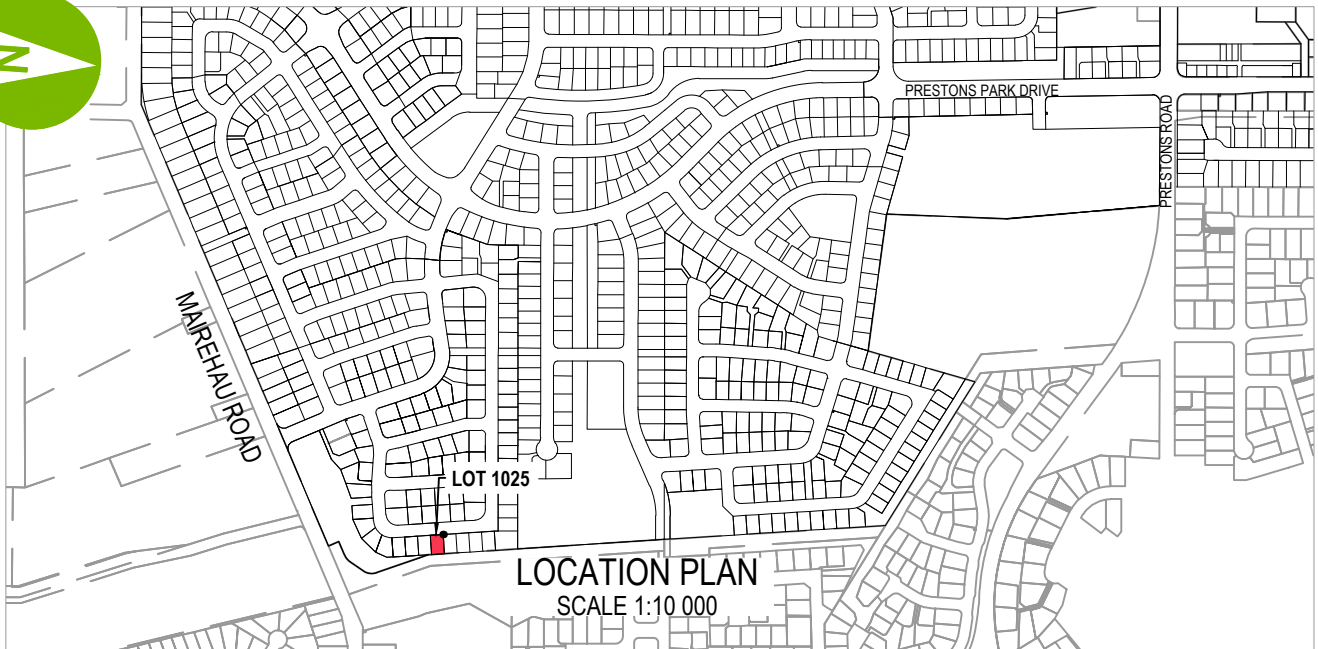 N
PRESTONS PARK DRIVE
PRESTONS ROAD
MAIREHAU ROAD
LOT 1025
LOCATION PLAN
SCALE 1:10 000